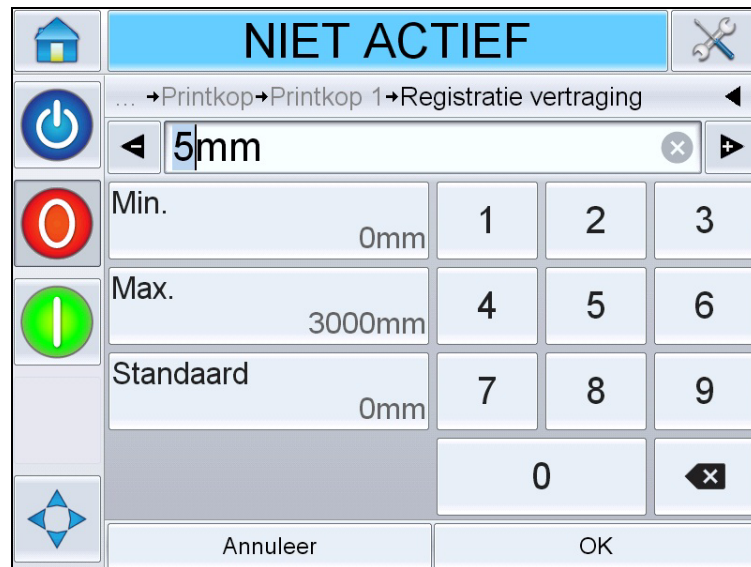 NIET ACTIEF
... →Printkop→Printkop 1→Registratie vertraging
5mm
Min.
0mm
1 2 3
Max.
3000mm
4 5 6
Standaard
0mm
7 8 9
0
Annuleer OK